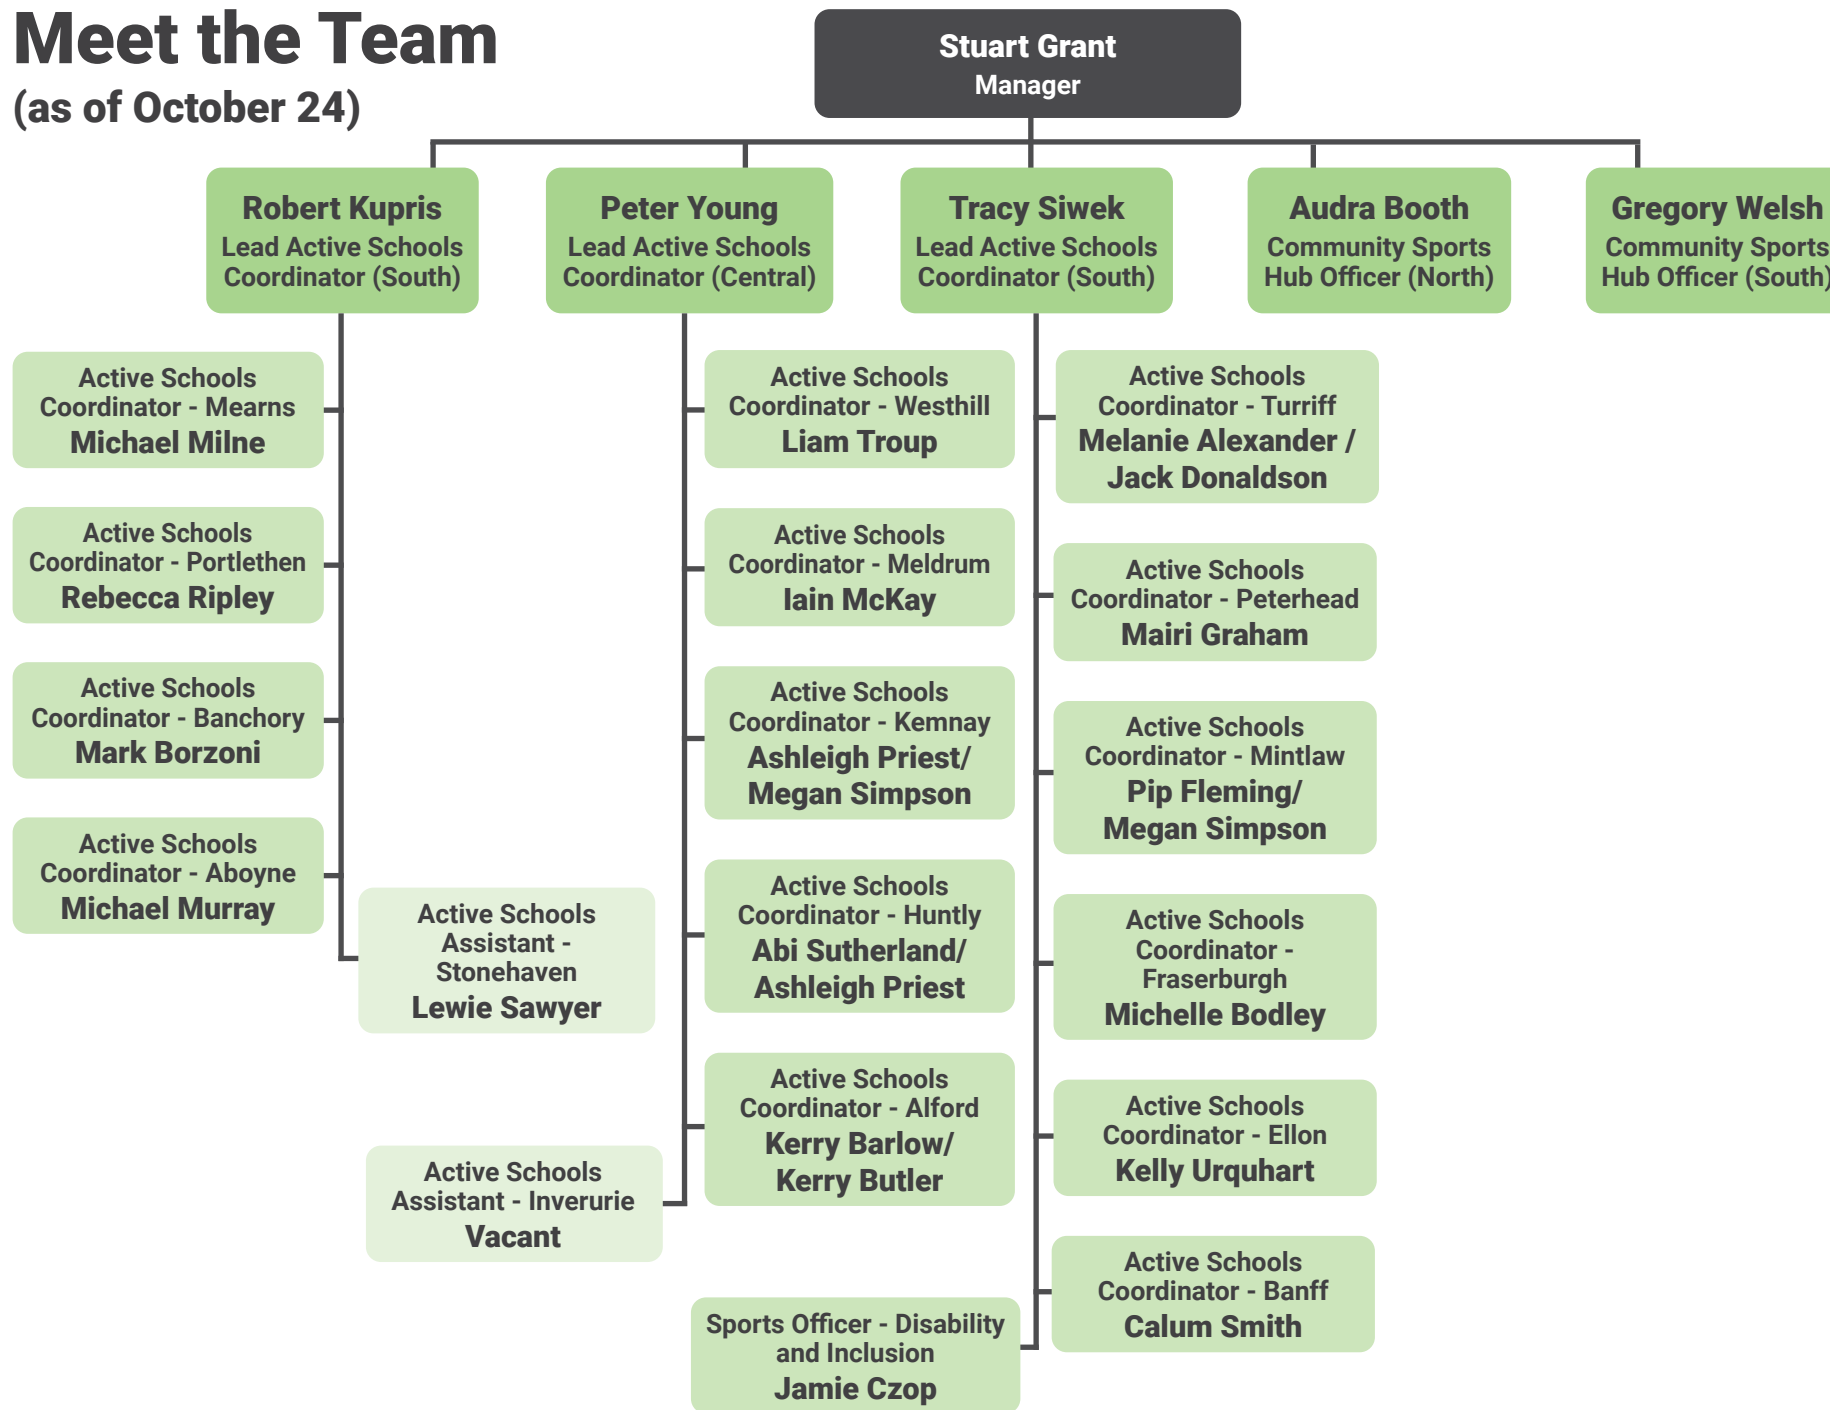 Meet the Team
(as of October 24)
Stuart Grant
Manager
Robert Kupris
Lead Active Schools
Coordinator (South)
Peter Young
Lead Active Schools
Coordinator (Central)
Tracy Siwek
Lead Active Schools
Coordinator (South)
Audra Booth
Community Sports
Hub Officer (North)
Gregory Welsh
Community Sports
Hub Officer (South)
Active Schools
Coordinator - Mearns
Michael Milne
Active Schools
Coordinator - Portlethen
Rebecca Ripley
Active Schools
Coordinator - Banchory
Mark Borzoni
Active Schools
Coordinator - Aboyne
Michael Murray
Active Schools
Assistant -
Stonehaven
Lewie Sawyer
Active Schools
Coordinator - Westhill
Liam Troup
Active Schools
Coordinator - Meldrum
Iain McKay
Active Schools
Coordinator - Kemnay
Ashleigh Priest/
Megan Simpson
Active Schools
Coordinator - Huntly
Abi Sutherland/
Ashleigh Priest
Active Schools
Coordinator - Alford
Kerry Barlow/
Kerry Butler
Active Schools
Assistant - Inverurie
Vacant
Active Schools
Coordinator - Turriff
Melanie Alexander /
Jack Donaldson
Active Schools
Coordinator - Peterhead
Mairi Graham
Active Schools
Coordinator - Mintlaw
Pip Fleming/
Megan Simpson
Active Schools
Coordinator -
Fraserburgh
Michelle Bodley
Active Schools
Coordinator - Ellon
Kelly Urquhart
Active Schools
Coordinator - Banff
Calum Smith
Sports Officer - Disability
and Inclusion
Jamie Czop